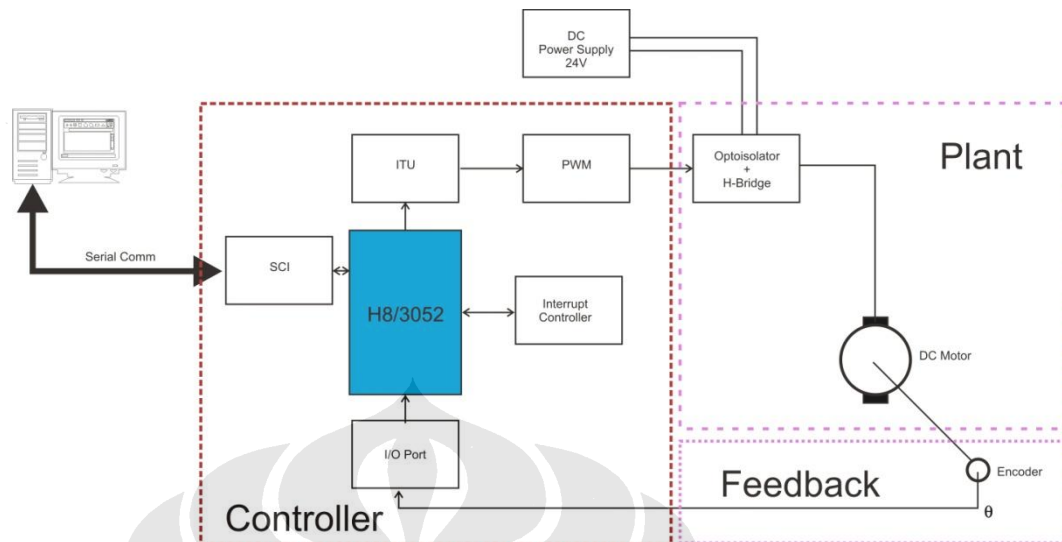 DC
Power Supply
24V
ITU
PWM
Optoisolator
+
H-Bridge
Plant
Serial Comm
SCI
H8/3052
Interrupt
Controller
DC Motor
I/O Port
Encoder
Feedback
θ
Controller